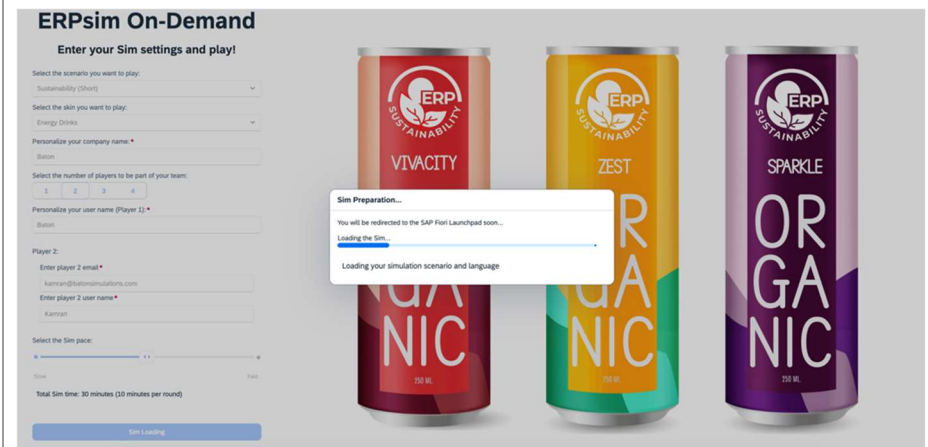 ERPsim On-Demand
Enter your Sim settings and play!
Select the scenario you want to play:
Sustainability (Short)
Select the skin you want to play:
Energy Drinks
Personalize your company name:*
Baton
Select the number of players to be part of your team:
1 2 3 4
Personalize your user name (Player 1):*
Baton
Player 2:
Enter player 2 email*
kamran@batonsimulations.com
Enter player 2 user name*
Kamran
Select the Sim pace:
Slow Fast
Total Sim time: 30 minutes (10 minutes per round)
Sim Loading
ERP
SUSTAINABILITY
VIVACITY
GA
NIC
250 ML
ERP
SUSTAINABILITY
ZEST
R
GA
NIC
250 ML
ERP
SUSTAINABILITY
SPARKLE
OR
GA
NIC
250 ML
Sim Preparation...
You will be redirected to the SAP Fiori Launchpad soon...
Loading the Sim...
Loading your simulation scenario and language